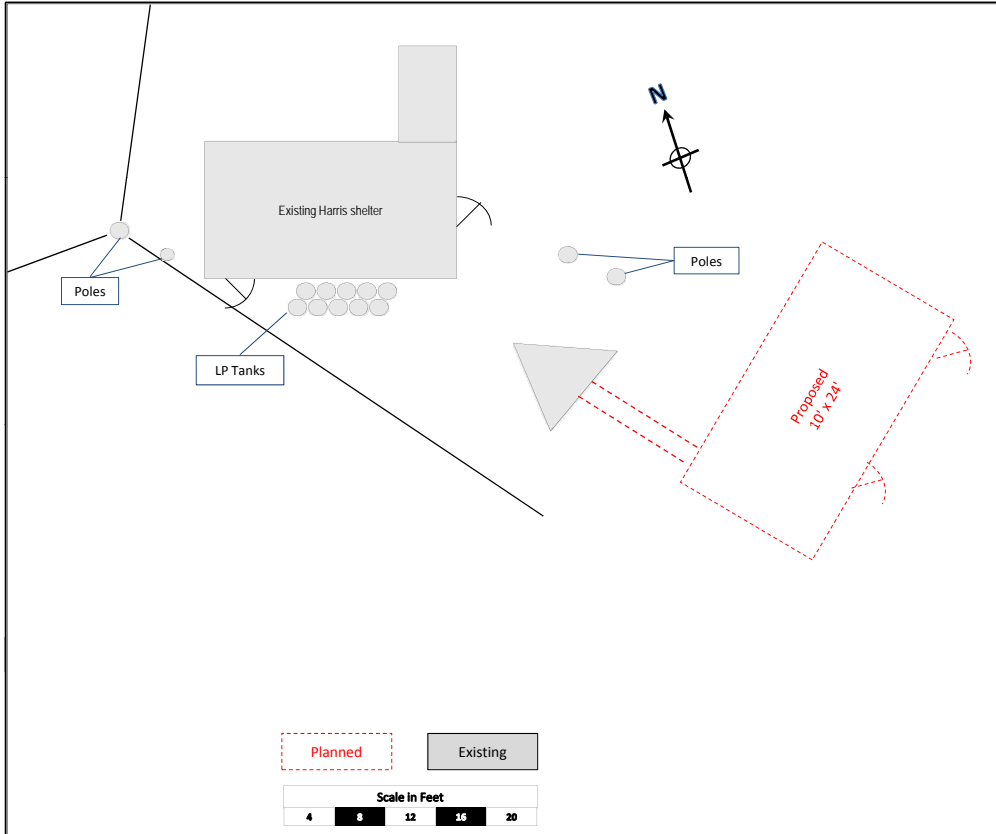 N
Existing Harris shelter
Poles
Poles
LP Tanks
Proposed
10' x 24'
Planned
Existing
Scale in Feet
4 8 12 16 20